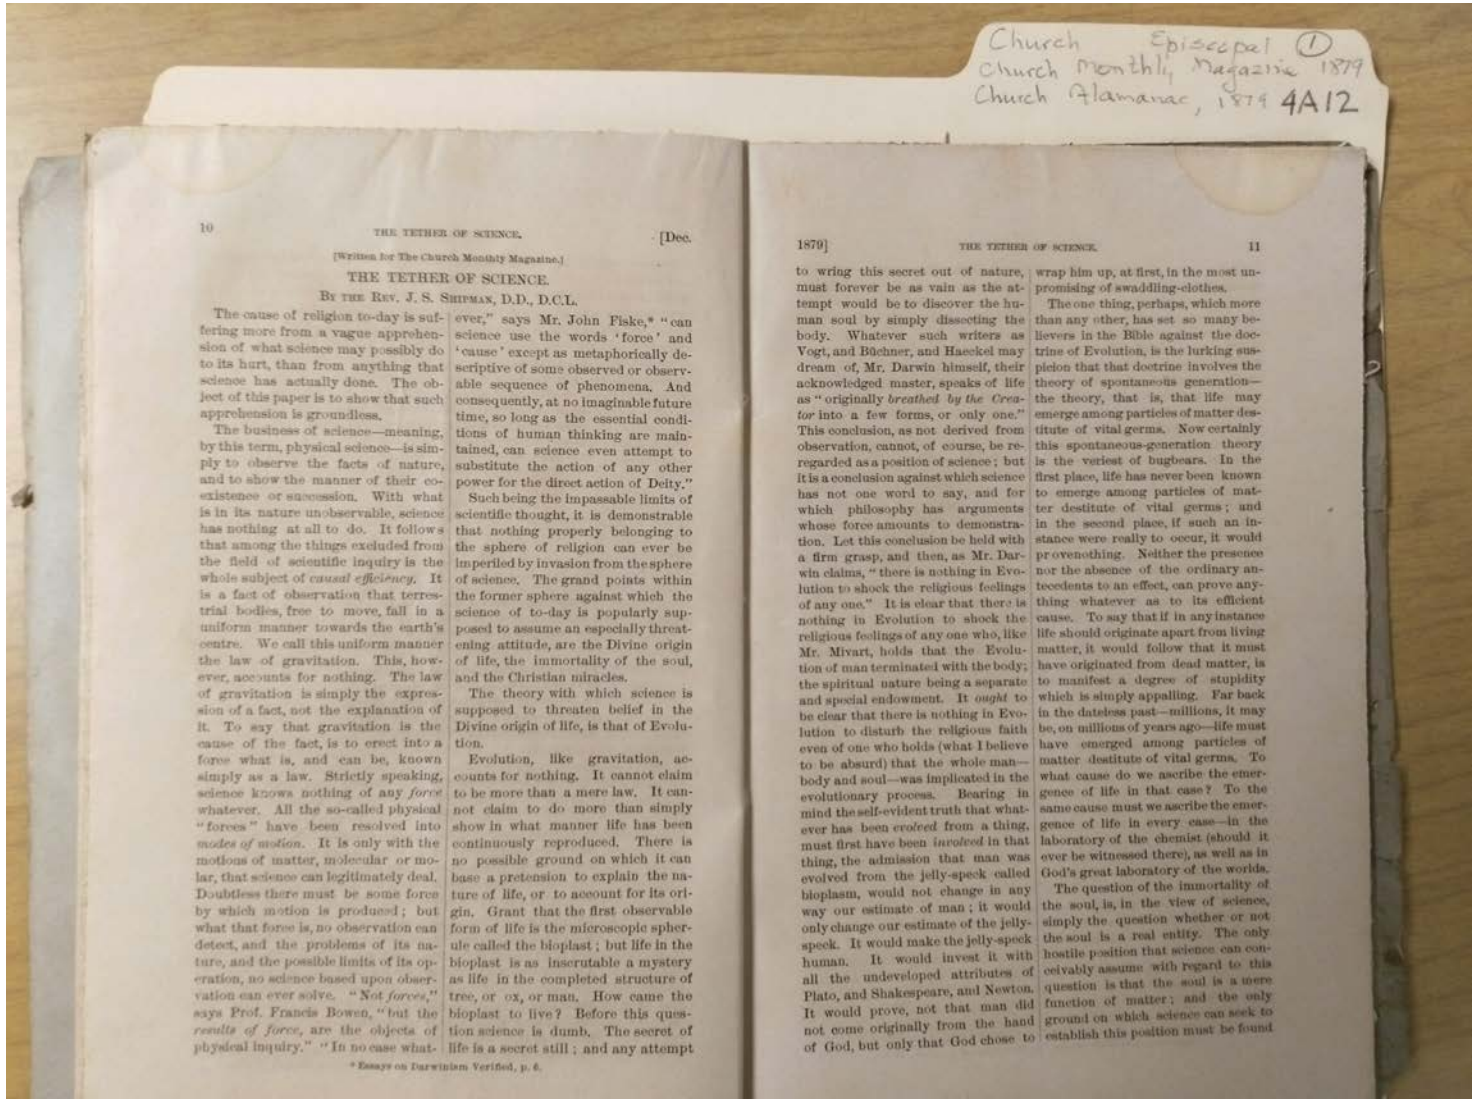 Church Episcopal 1
Church Monthly Magazine 1879
Church Alamanac, 1879 4A12
10 THE TETHER OF SCIENCE. [Dec.
[Written for The Church Monthly Magazine.]
THE TETHER OF SCIENCE.
BY THE REV. J. S. SHIPMAN, D.D., D.C.L.
The cause of religion to-day is suf-
fering more from a vague apprehen-
sion of what science may possibly do
to its hurt, than from anything that
science has actually done. The ob-
ject of this paper is to show that such
apprehension is groundless.
The business of science—meaning,
by this term, physical science—is sim-
ply to observe the facts of nature,
and to show the manner of their co-
existence or succession. With what
is in its nature unobservable, science
has nothing at all to do. It follows
that among the things excluded from
the field of scientific inquiry is the
whole subject of causal efficiency. It
is a fact of observation that terres-
trial bodies, free to move, fall in a
uniform manner towards the earth's
centre. We call this uniform manner
the law of gravitation. This, how-
ever, accounts for nothing. The law
of gravitation is simply the expres-
sion of a fact, not the explanation of
it. To say that gravitation is the
cause of the fact, is to erect into a
force what is, and can be, known
simply as a law. Strictly speaking,
science knows nothing of any force
whatever. All the so-called physical
"forces" have been resolved into
modes of motion. It is only with the
motions of matter, molecular or mo-
lar, that science can legitimately deal.
Doubtless there must be some force
by which motion is produced; but
what that force is, no observation can
detect, and the problems of its na-
ture, and the possible limits of its op-
eration, no science based upon obser-
vation can ever solve. "Not forces,"
says Prof. Francis Bowen, "but the
results of force, are the objects of
physical inquiry." "In no case what-
ever," says Mr. John Fiske,* "can
science use the words 'force' and
'cause' except as metaphorically de-
scriptive of some observed or observ-
able sequence of phenomena. And
consequently, at no imaginable future
time, so long as the essential condi-
tions of human thinking are main-
tained, can science even attempt to
substitute the action of any other
power for the direct action of Deity."
Such being the impassable limits of
scientific thought, it is demonstrable
that nothing properly belonging to
the sphere of religion can ever be
imperiled by invasion from the sphere
of science. The grand points within
the former sphere against which the
science of to-day is popularly sup-
posed to assume an especially threat-
ening attitude, are the Divine origin
of life, the immortality of the soul,
and the Christian miracles.
The theory with which science is
supposed to threaten belief in the
Divine origin of life, is that of Evolu-
tion.
Evolution, like gravitation, ac-
counts for nothing. It cannot claim
to be more than a mere law. It can-
not claim to do more than simply
show in what manner life has been
continuously reproduced. There is
no possible ground on which it can
base a pretension to explain the na-
ture of life, or to account for its ori-
gin. Grant that the first observable
form of life is the microscopic spher-
ule called the bioplast; but life in the
bioplast is as inscrutable a mystery
as life in the completed structure of
tree, or ox, or man. How came the
bioplast to live? Before this ques-
tion science is dumb. The secret of
life is a secret still; and any attempt
* Essays on Darwinism Verified, p. 6.
1879] THE TETHER OF SCIENCE. 11
to wring this secret out of nature,
must forever be as vain as the at-
tempt would be to discover the hu-
man soul by simply dissecting the
body. Whatever such writers as
Vogt, and Büchner, and Haeckel may
dream of, Mr. Darwin himself, their
acknowledged master, speaks of life
as "originally breathed by the Crea-
tor into a few forms, or only one."
This conclusion, as not derived from
observation, cannot, of course, be re-
regarded as a position of science; but
it is a conclusion against which science
has not one word to say, and for
which philosophy has arguments
whose force amounts to demonstra-
tion. Let this conclusion be held with
a firm grasp, and then, as Mr. Dar-
win claims, "there is nothing in Evo-
lution to shock the religious feelings
of any one." It is clear that there is
nothing in Evolution to shock the
religious feelings of any one who, like
Mr. Mivart, holds that the Evolu-
tion of man terminated with the body;
the spiritual nature being a separate
and special endowment. It ought to
be clear that there is nothing in Evo-
lution to disturb the religious faith
even of one who holds (what I believe
to be absurd) that the whole man—
body and soul—was implicated in the
evolutionary process. Bearing in
mind the self-evident truth that what-
ever has been evolved from a thing,
must first have been involved in that
thing, the admission that man was
evolved from the jelly-speck called
bioplasm, would not change in any
way our estimate of man; it would
only change our estimate of the jelly-
speck. It would make the jelly-speck
human. It would invest it with
all the undeveloped attributes of
Plato, and Shakespeare, and Newton.
It would prove, not that man did
not come originally from the hand
of God, but only that God chose to
wrap him up, at first, in the most un-
promising of swaddling-clothes.
The one thing, perhaps, which more
than any other, has set so many be-
lievers in the Bible against the doc-
trine of Evolution, is the lurking sus-
picion that that doctrine involves the
theory of spontaneous generation—
the theory, that is, that life may
emerge among particles of matter des-
titute of vital germs. Now certainly
this spontaneous-generation theory
is the veriest of bugbears. In the
first place, life has never been known
to emerge among particles of mat-
ter destitute of vital germs; and
in the second place, if such an in-
stance were really to occur, it would
pr ovenothing. Neither the presence
nor the absence of the ordinary an-
tecedents to an effect, can prove any-
thing whatever as to its efficient
cause. To say that if in any instance
life should originate apart from living
matter, it would follow that it must
have originated from dead matter, is
to manifest a degree of stupidity
which is simply appalling. Far back
in the dateless past—millions, it may
be, on millions of years ago—life must
have emerged among particles of
matter destitute of vital germs. To
what cause do we ascribe the emer-
gence of life in that case? To the
same cause must we ascribe the emer-
gence of life in every case—in the
laboratory of the chemist (should it
ever be witnessed there), as well as in
God's great laboratory of the worlds.
The question of the immortality of
the soul, is, in the view of science,
simply the question whether or not
the soul is a real entity. The only
hostile position that science can con-
ceivably assume with regard to this
question is that the soul is a mere
function of matter; and the only
ground on which science can seek to
establish this position must be found